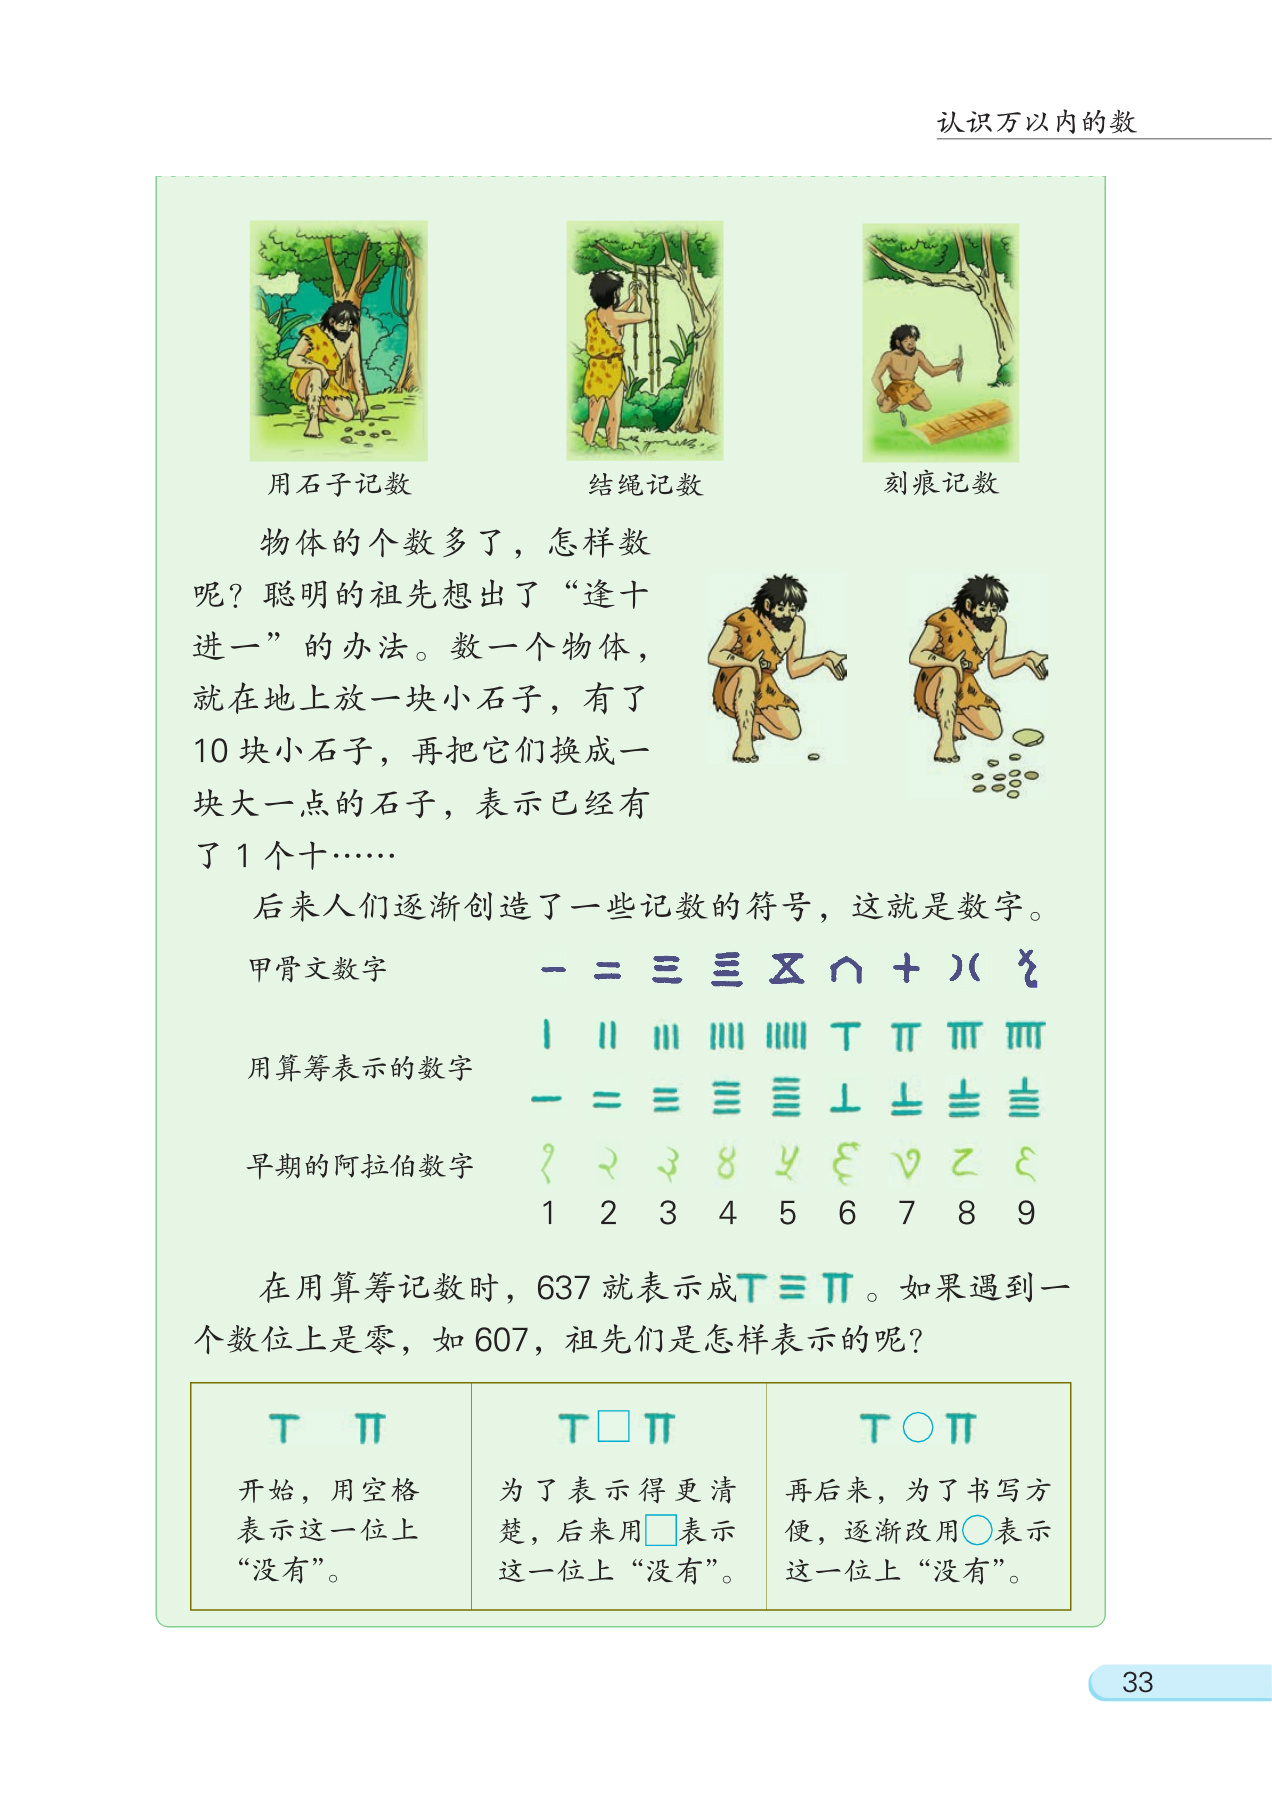 认识万以内的数
用石子记数 结绳记数 刻痕记数
物体的个数多了，怎样数
呢？聪明的祖先想出了“逢十
进一”的办法。数一个物体，
就在地上放一块小石子，有了
10 块小石子，再把它们换成一
块大一点的石子，表示已经有
了 1 个十……
后来人们逐渐创造了一些记数的符号，这就是数字。
甲骨文数字
用算筹表示的数字
早期的阿拉伯数字
1 2 3 4 5 6 7 8 9
在用算筹记数时，637 就表示成。如果遇到一
个数位上是零，如 607，祖先们是怎样表示的呢？
开始，用空格
表示这一位上
“没有”。
为了表示得更清
楚，后来用□表示
这一位上“没有”。
再后来，为了书写方
便，逐渐改用○表示
这一位上“没有”。
33